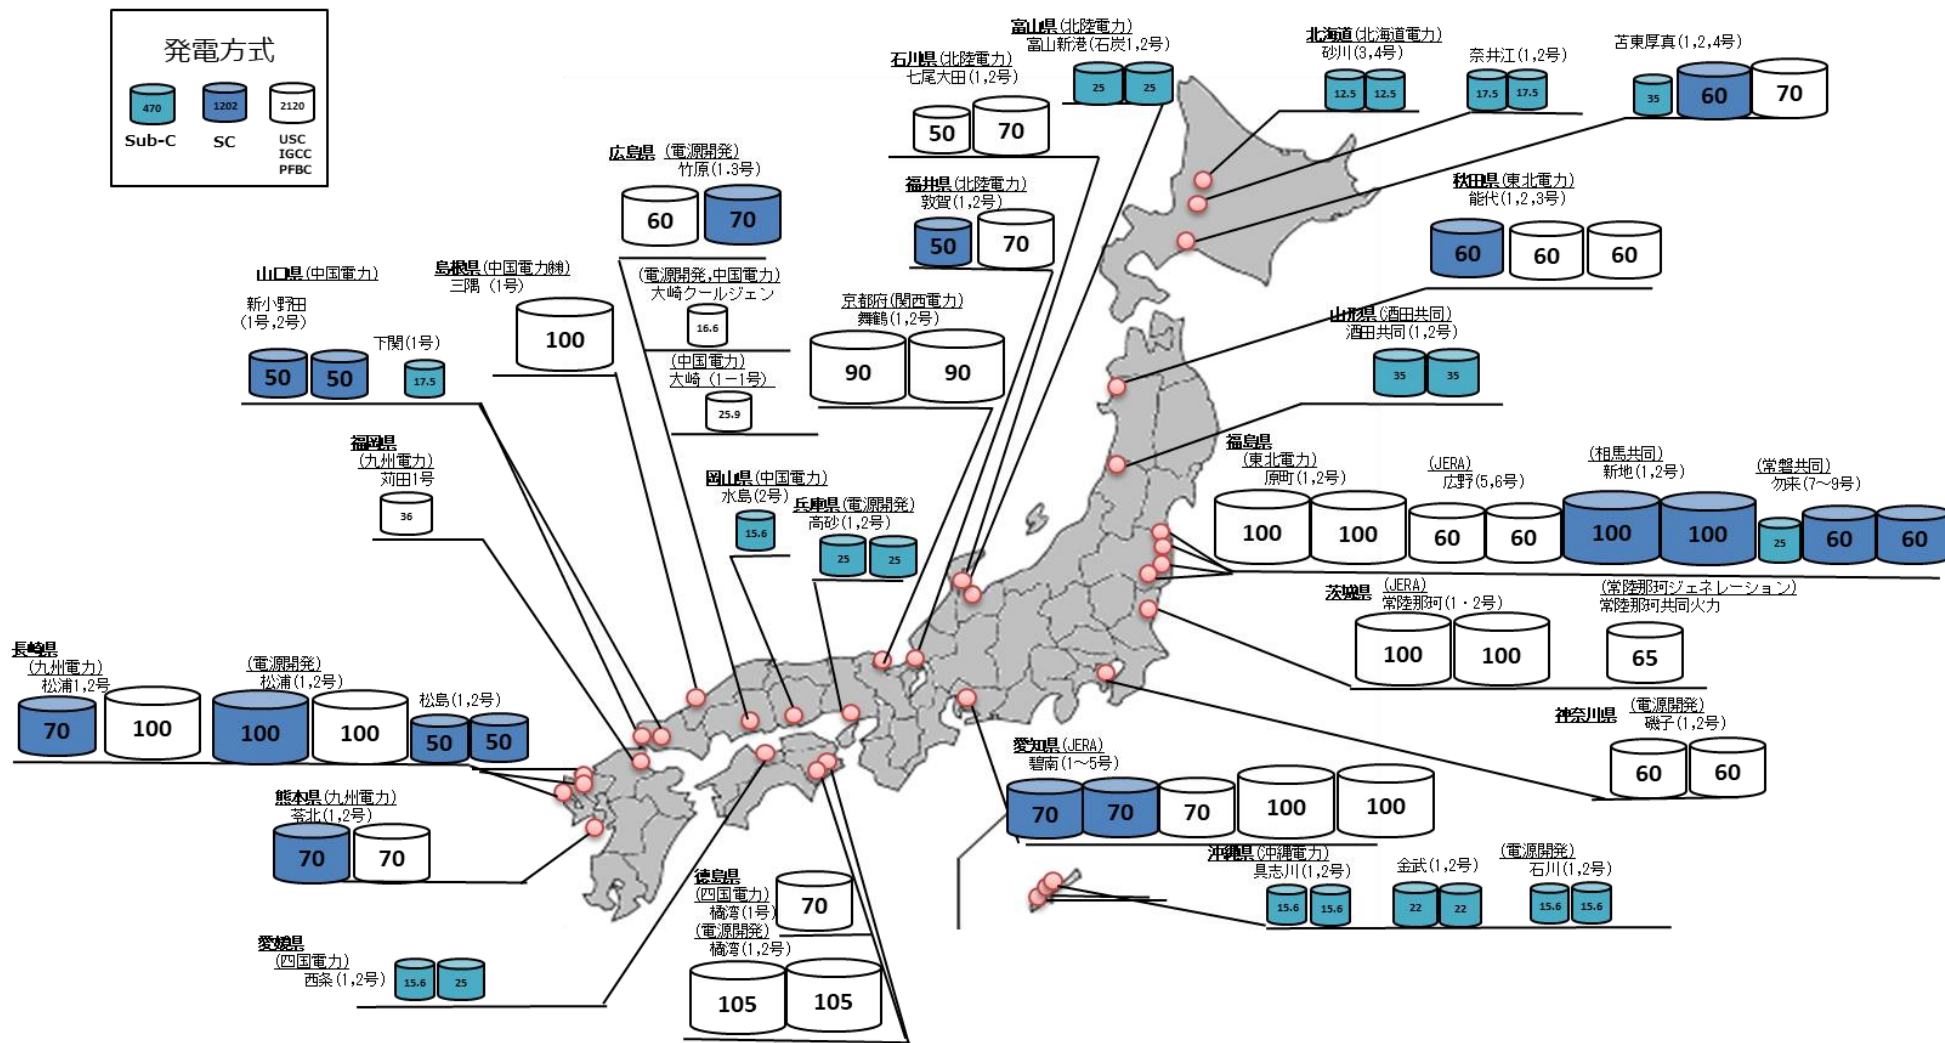 発電方式
470
1202
2120
Sub-C
SC
USC
IGCC
PFBC
富山県(北陸電力)
富山新港(石炭1,2号)
25
25
石川県(北陸電力)
七尾大田(1,2号)
50
70
北海道(北海道電力)
砂川(3,4号)
12.5
12.5
奈井江(1,2号)
17.5
17.5
苫東厚真(1,2,4号)
35
60
70
広島県 (電源開発)
竹原(1.3号)
60
70
福井県(北陸電力)
敦賀(1,2号)
50
70
秋田県(東北電力)
能代(1,2,3号)
60
60
60
山口県(中国電力)
新小野田
(1号,2号)
50
50
下関(1号)
17.5
島根県(中国電力㈱)
三隅 (1号)
100
(電源開発,中国電力)
大崎クールジェン
16.6
(中国電力)
大崎 (1ー1号)
25.9
京都府(関西電力)
舞鶴(1,2号)
90
90
山形県(酒田共同)
酒田共同(1,2号)
35
35
福岡県
(九州電力)
苅田1号
36
岡山県(中国電力)
水島(2号)
15.6
兵庫県(電源開発)
高砂(1,2号)
25
25
福島県
(東北電力)
原町(1,2号)
100
100
(JERA)
広野(5,6号)
60
60
(相馬共同)
新地(1,2号)
100
100
(常磐共同)
勿来(7～9号)
25
60
60
茨城県
(JERA)
常陸那珂(1・2号)
100
100
(常陸那珂ジェネレーション)
常陸那珂共同火力
65
長崎県
(九州電力)
松浦1,2号
70
100
(電源開発)
松浦(1,2号)
100
100
松島(1,2号)
50
50
神奈川県
(電源開発)
磯子(1,2号)
60
60
愛知県(JERA)
碧南(1～5号)
70
70
70
100
100
熊本県(九州電力)
苓北(1,2号)
70
70
沖縄県(沖縄電力)
具志川(1,2号)
15.6
15.6
金武(1,2号)
22
22
(電源開発)
石川(1,2号)
15.6
15.6
徳島県
(四国電力)
橘湾(1号)
70
(電源開発)
橘湾(1,2号)
105
105
愛媛県
(四国電力)
西条(1,2号)
15.6
25